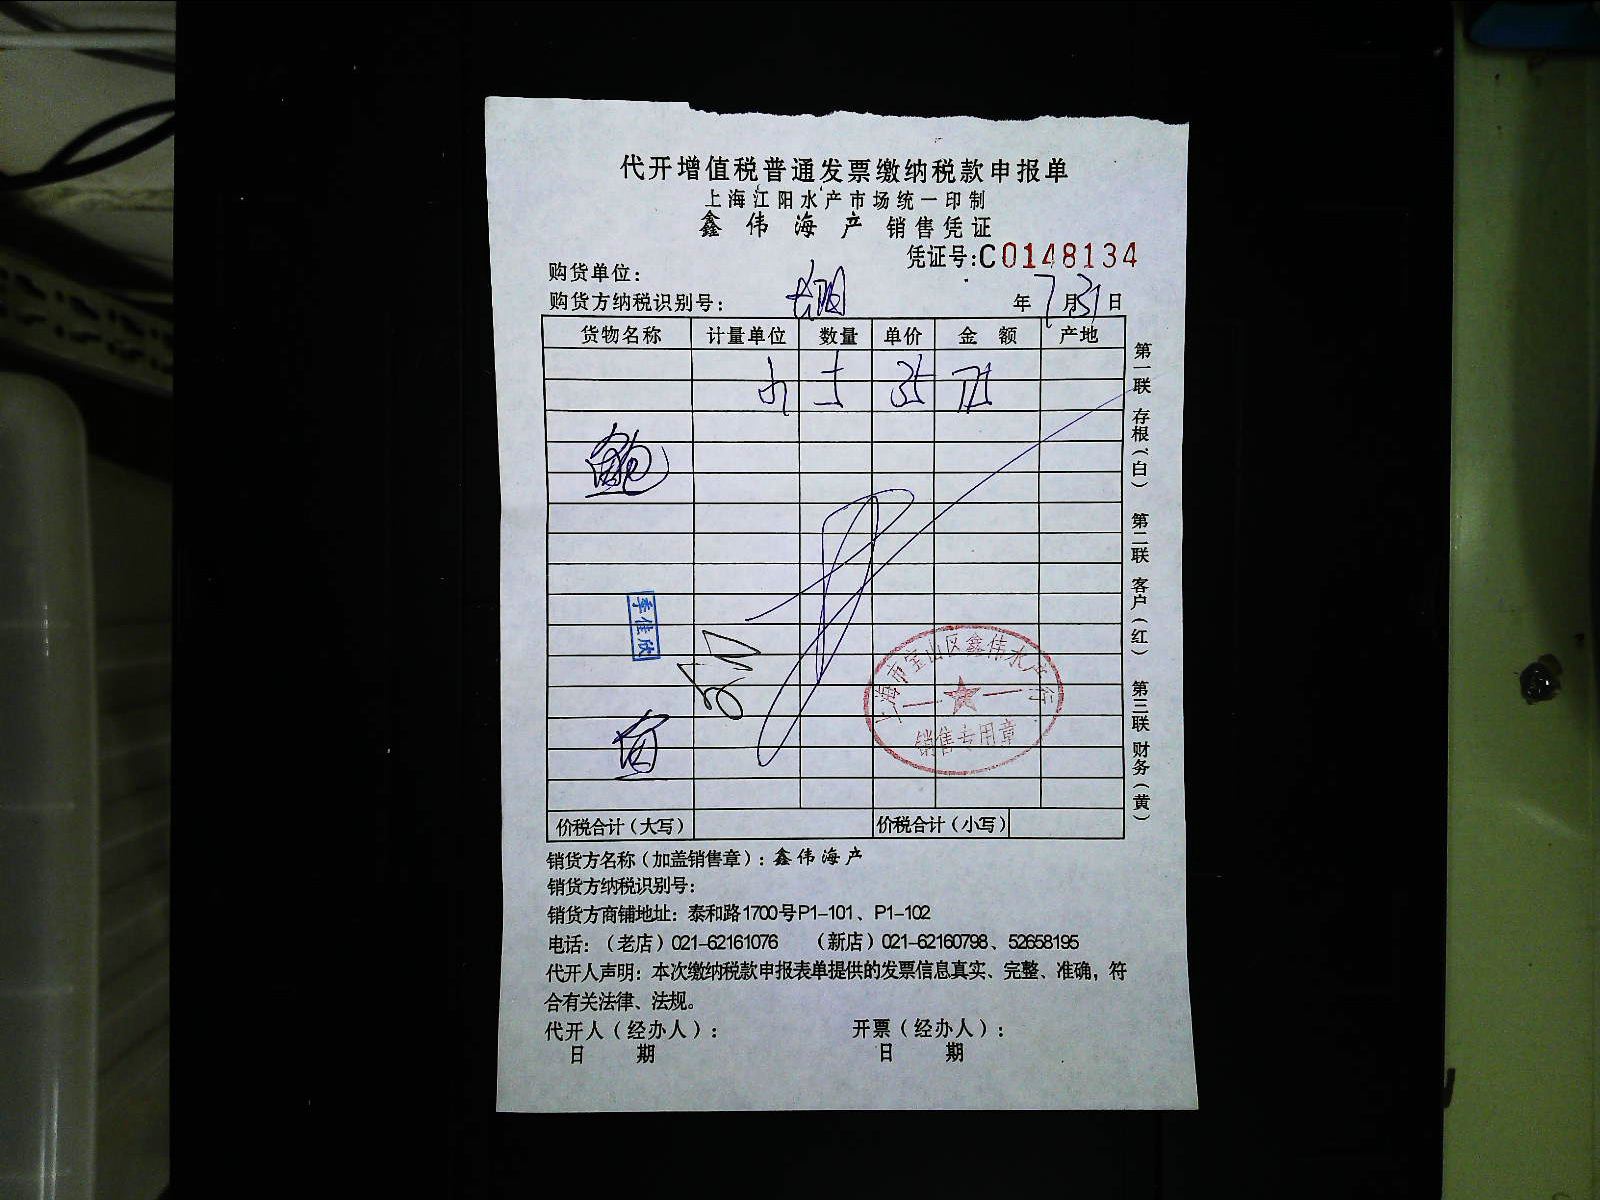 代开增值税普通发票缴纳税款申报单
上海江阳水产市场统一印制
鑫伟海产 销售凭证
凭证号:C0148134
购货单位:
购货方纳税识别号:
年7月31日
货物名称 计量单位 数量 单价 金额 产地
35
季佳欣
上海市宝山区鑫伟水产行
销售专用章
价税合计(大写) 价税合计(小写)
第一联 存根(白) 第二联 客户(红) 第三联 财务(黄)
销货方名称(加盖销售章):鑫伟海产
销货方纳税识别号:
销货方商铺地址:泰和路1700号P1-101、P1-102
电话:(老店)021-62161076 (新店)021-62160798、52658195
代开人声明:本次缴纳税款申报表单提供的发票信息真实、完整、准确,符
合有关法律、法规。
代开人(经办人): 开票(经办人):
日期 日期